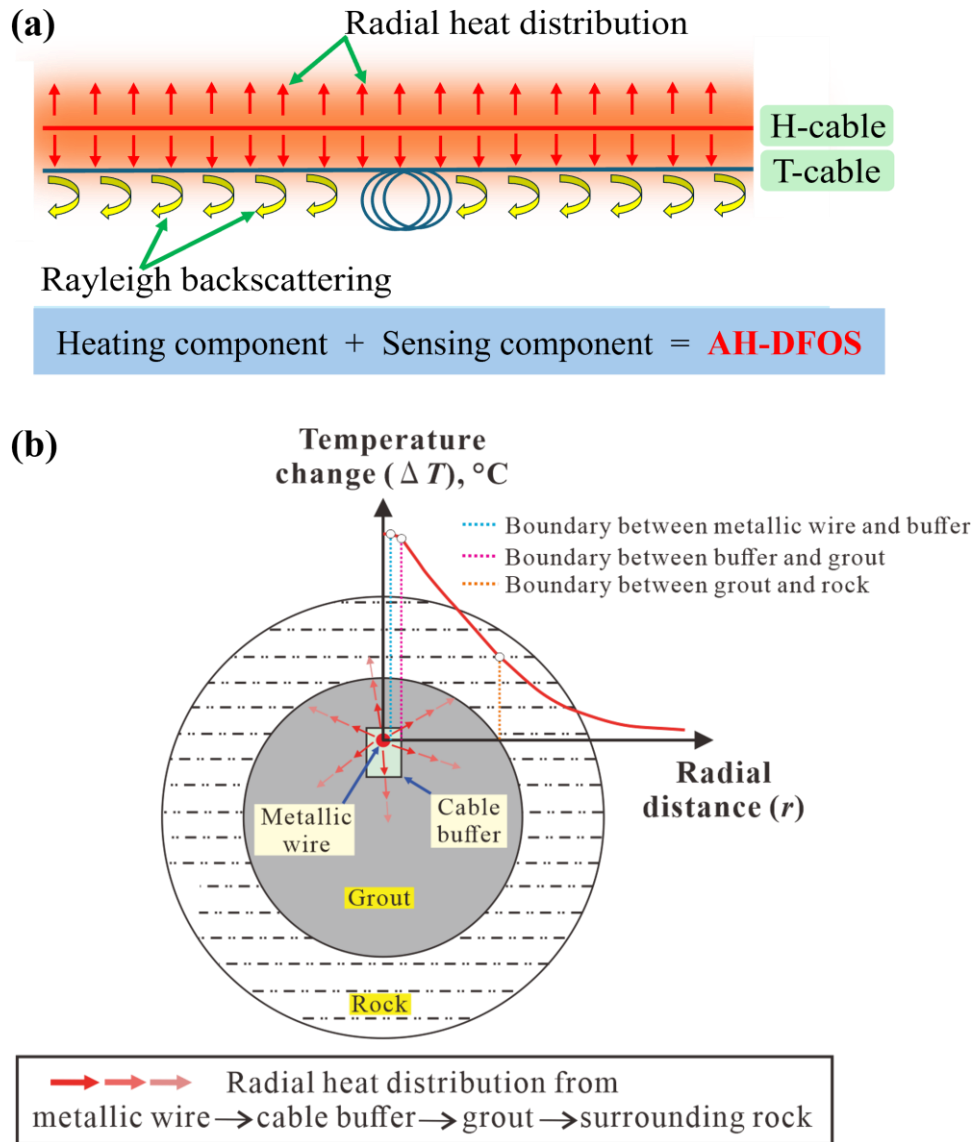 (a)
Radial heat distribution
H-cable
T-cable
Rayleigh backscattering
Heating component + Sensing component = AH-DFOS
(b)
Temperature
change (Δ T), °C
Boundary between metallic wire and buffer
Boundary between buffer and grout
Boundary between grout and rock
Radial
distance (r)
Metallic
wire
Cable
buffer
Grout
Rock
Radial heat distribution from
metallic wire→cable buffer→grout→surrounding rock